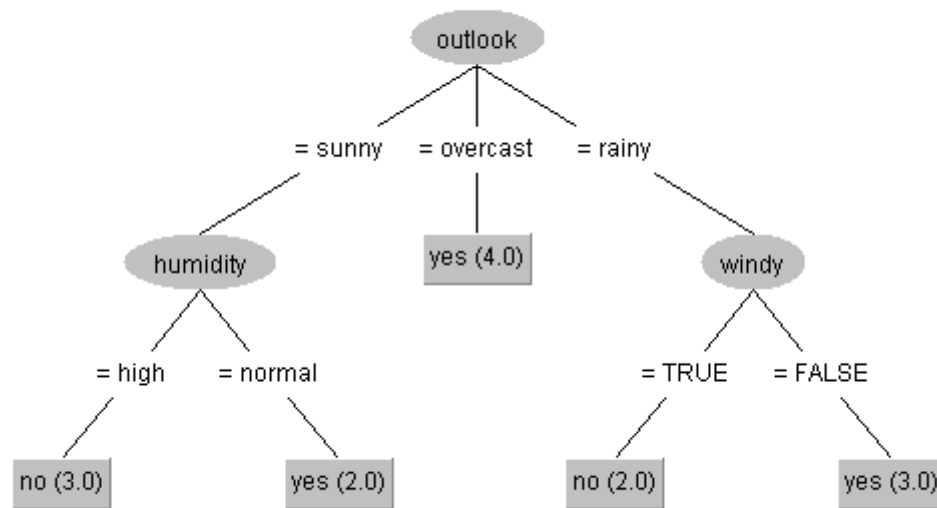 outlook
= sunny
= overcast
= rainy
humidity
yes (4.0)
windy
= high
= normal
= TRUE
= FALSE
no (3.0)
yes (2.0)
no (2.0)
yes (3.0)